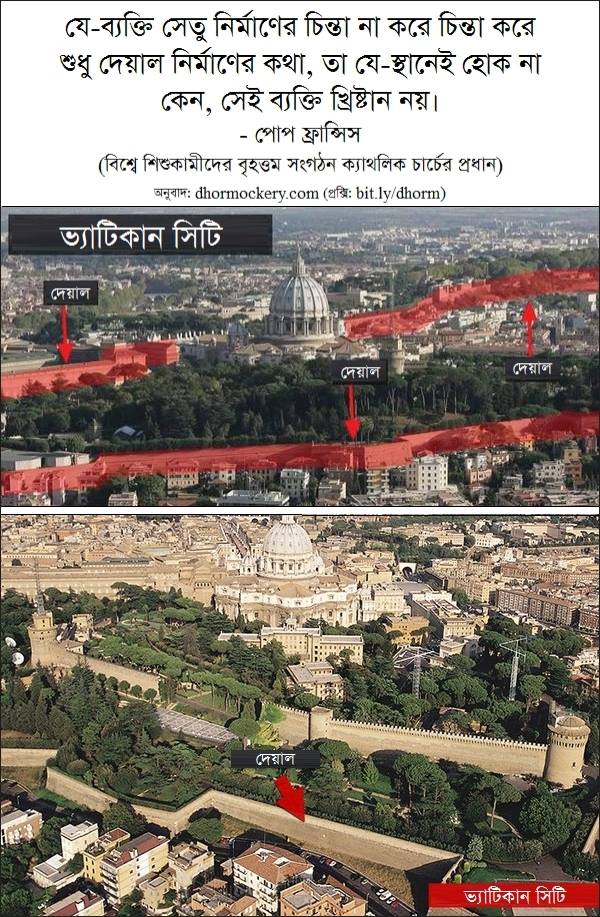 যে-ব্যক্তি সেতু নির্মাণের চিন্তা না করে চিন্তা করে
শুধু দেয়াল নির্মাণের কথা, তা যে-স্থানেই হোক না
কেন, সেই ব্যক্তি খ্রিষ্টান নয়।
- পোপ ফ্রান্সিস
(বিশ্বে শিশুকামীদের বৃহত্তম সংগঠন ক্যাথলিক চার্চের প্রধান)
অনুবাদ: dhormockery.com (প্রক্সি: bit.ly/dhorm)
ভ্যাটিকান সিটি
দেয়াল
দেয়াল
দেয়াল
দেয়াল
ভ্যাটিকান সিটি